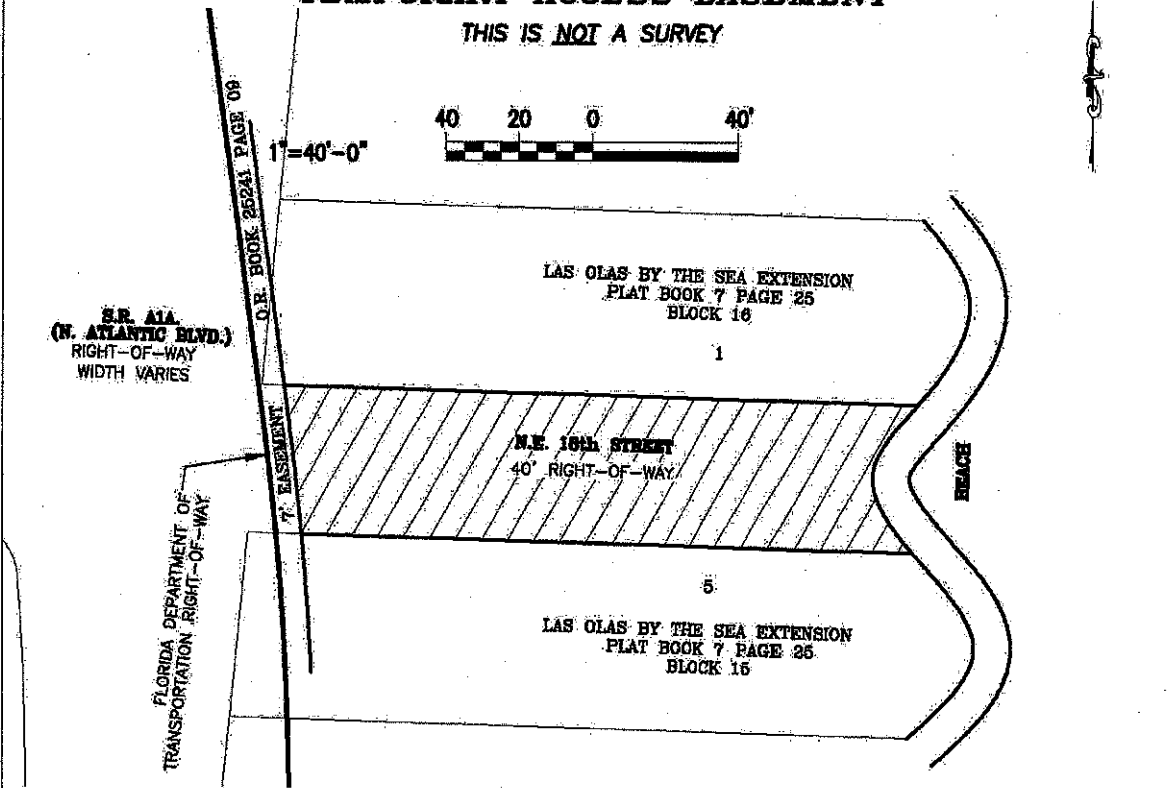 ACCESS EASEMENT
THIS IS NOT A SURVEY
40 20 0 40'
1"=40'-0"
O.R. BOOK 25241 PAGE 09
LAS OLAS BY THE SEA EXTENSION
PLAT BOOK 7 PAGE 25
BLOCK 16
1
S.R. A1A
(N. ATLANTIC BLVD.)
RIGHT-OF-WAY
WIDTH VARIES
7' EASEMENT
STREET
40' RIGHT-OF-WAY
BEACH
FLORIDA DEPARTMENT OF
TRANSPORTATION RIGHT-OF-WAY
5
LAS OLAS BY THE SEA EXTENSION
PLAT BOOK 7 PAGE 25
BLOCK 15